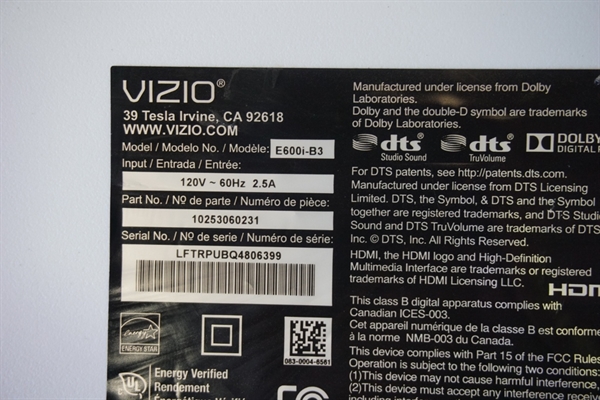 VIZIO®
39 Tesla Irvine, CA 92618
WWW.VIZIO.COM
Model / Modelo No. / Modèle: E600i-B3
Input / Entrada / Entrée:
120V ~ 60Hz 2.5A
Part No. / Nº de parte / Numéro de pièce:
10253060231
Serial No. / Nº de serie / Numéro de série:
LFTRPUBQ4806399
ENERGY STAR
083-0004-6581
UL
Energy Verified
Rendement
Manufactured under license from Dolby
Laboratories.
Dolby and the double-D symbol are trademarks
of Dolby Laboratories.
dts Studio Sound
dts TruVolume
DOLBY
DIGITAL
For DTS patents, see http://patents.dts.com.
Manufactured under license from DTS Licensing
Limited. DTS, the Symbol, & DTS and the Symbol
together are registered trademarks, and DTS Studio
Sound and DTS TruVolume are trademarks of DTS,
Inc. © DTS, Inc. All Rights Reserved.
HDMI, the HDMI logo and High-Definition
Multimedia Interface are trademarks or registered
trademarks of HDMI Licensing LLC.
HDM
This class B digital apparatus complies with
Canadian ICES-003.
Cet appareil numérique de la classe B est conforme
à la norme NMB-003 du Canada.
This device complies with Part 15 of the FCC Rules
Operation is subject to the following two conditions:
(1)This device may not cause harmful interference,
(2)This device must accept any interference